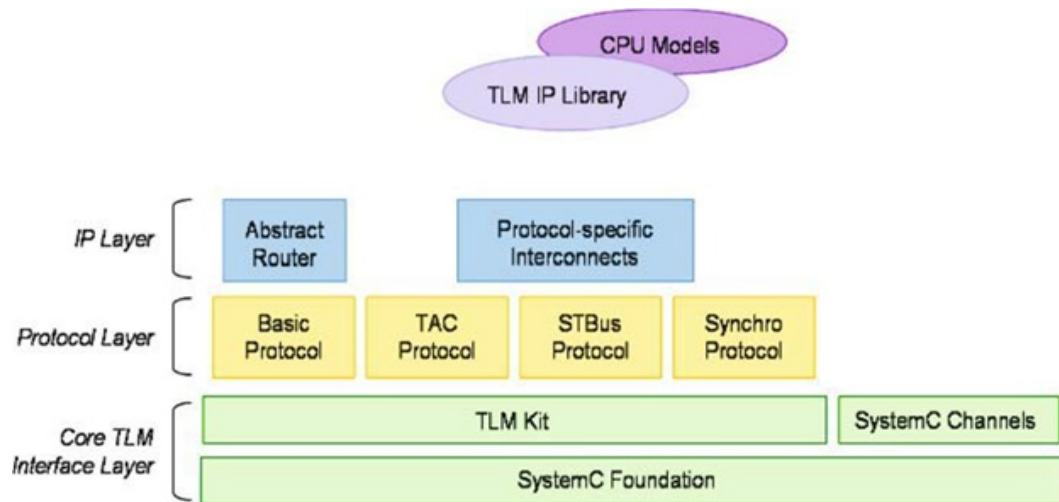 CPU Models
TLM IP Library
IP Layer
Abstract
Router
Protocol-specific
Interconnects
Protocol Layer
Basic
Protocol
TAC
Protocol
STBus
Protocol
Synchro
Protocol
Core TLM
Interface Layer
TLM Kit
SystemC Channels
SystemC Foundation